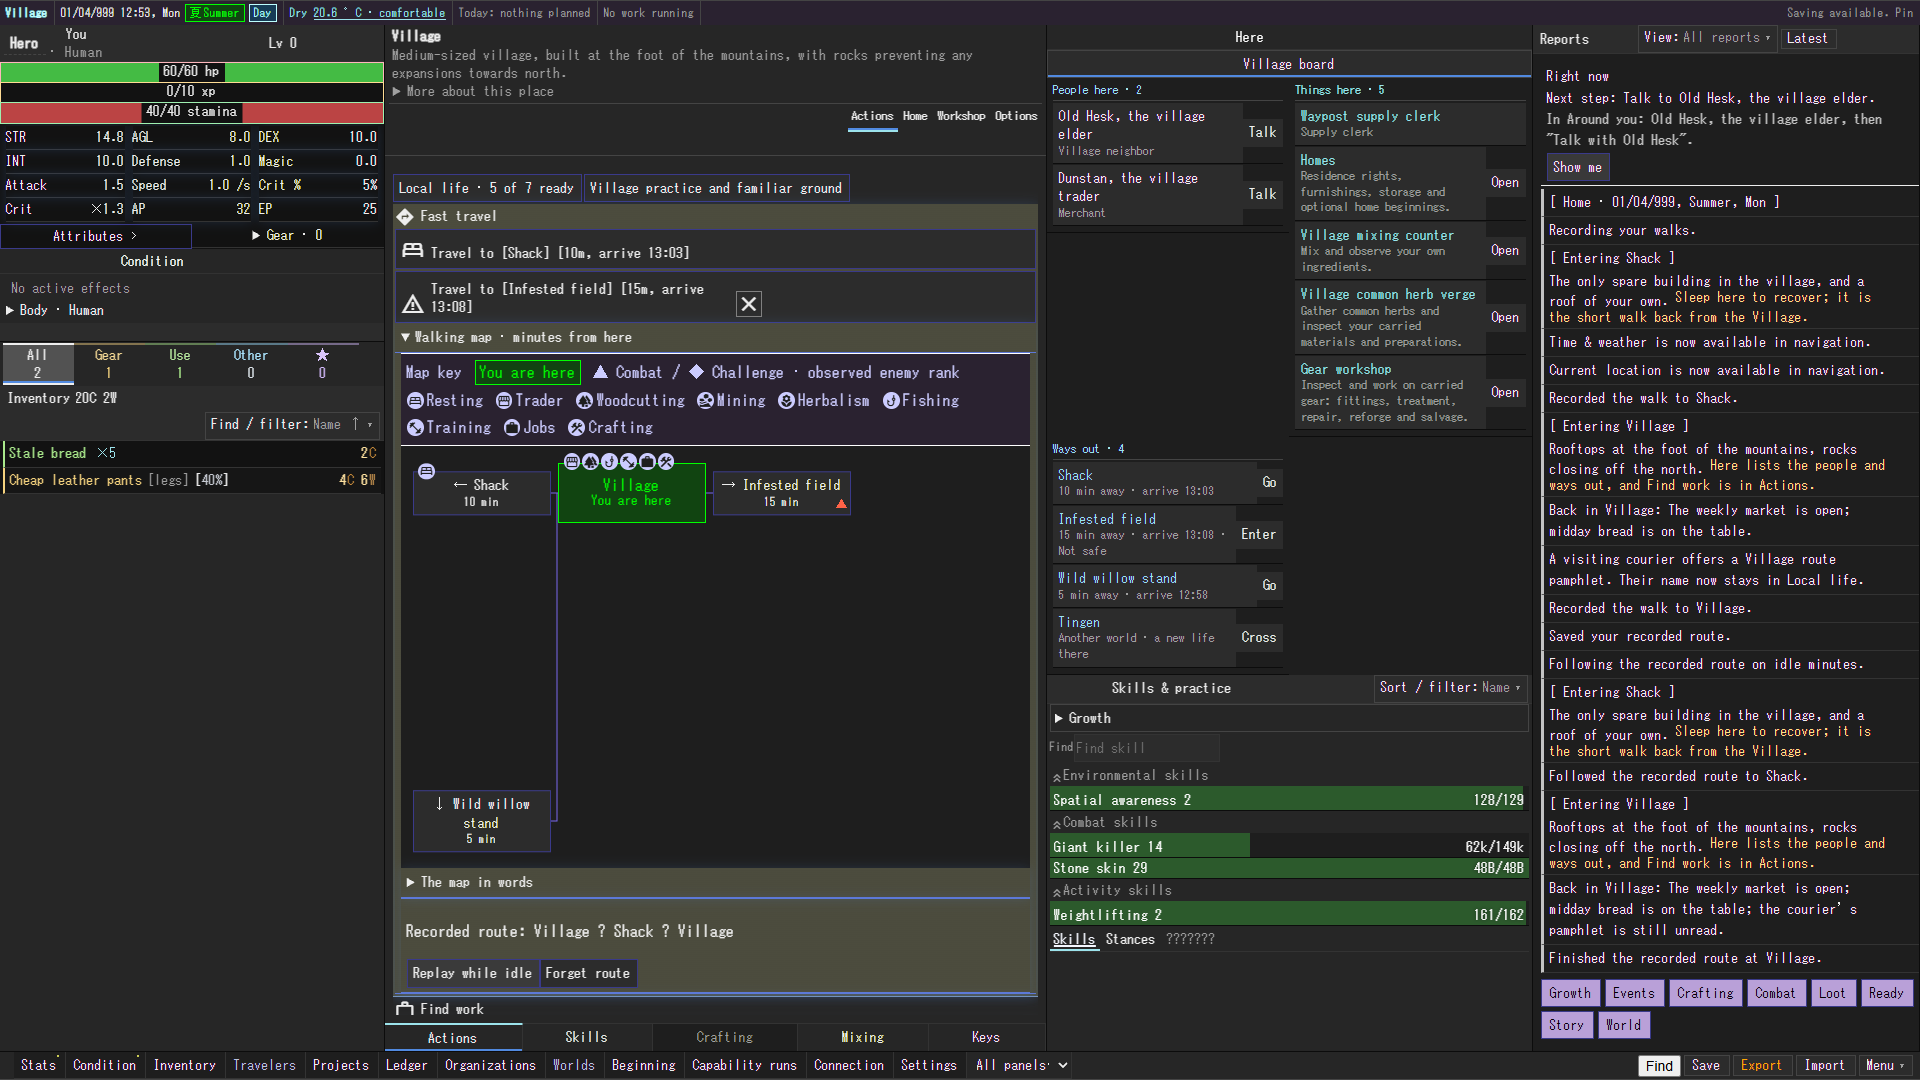 Village 01/04/999 12:53, Mon 夏Summer Day Dry 20.6 ° C · comfortable Today: nothing planned No work running Saving available. Pin
Hero · You
Human
Lv 0
60/60 hp
0/10 xp
40/40 stamina
STR 14.8 AGL 8.0 DEX 10.0
INT 10.0 Defense 1.0 Magic 0.0
Attack 1.5 Speed 1.0 /s Crit % 5%
Crit ×1.3 AP 32 EP 25
Attributes > ▶ Gear · 0
Condition
No active effects
▶ Body · Human
All Gear Use Other ★
2 1 1 0 0
Inventory 20C 2W
Find / filter: Name ↑ ▾
Stale bread ×5 2C
Cheap leather pants [legs] [40%] 4C 6W
Village
Medium-sized village, built at the foot of the mountains, with rocks preventing any
expansions towards north.
▶ More about this place
Actions Home Workshop Options
Local life · 5 of 7 ready Village practice and familiar ground
Fast travel
Travel to [Shack] [10m, arrive 13:03]
Travel to [Infested field] [15m, arrive
13:08]
▼ Walking map · minutes from here
Map key You are here ▲ Combat / ◆ Challenge · observed enemy rank
Resting Trader Woodcutting Mining Herbalism Fishing
Training Jobs Crafting
← Shack
10 min
Village
You are here
→ Infested field
15 min
↓ Wild willow
stand
5 min
▶ The map in words
Recorded route: Village ? Shack ? Village
Replay while idle Forget route
Find work
Actions Skills Crafting Mixing Keys
Here
Village board
People here · 2
Old Hesk, the village
elder
Village neighbor
Talk
Dunstan, the village
trader
Merchant
Talk
Things here · 5
Waypost supply clerk
Supply clerk
Homes
Residence rights,
furnishings, storage and
optional home beginnings.
Open
Village mixing counter
Mix and observe your own
ingredients.
Open
Village common herb verge
Gather common herbs and
inspect your carried
materials and preparations.
Open
Gear workshop
Inspect and work on carried
gear: fittings, treatment,
repair, reforge and salvage.
Open
Ways out · 4
Shack
10 min away · arrive 13:03
Go
Infested field
15 min away · arrive 13:08 ·
Not safe
Enter
Wild willow stand
5 min away · arrive 12:58
Go
Tingen
Another world · a new life
there
Cross
Skills & practice Sort / filter: Name ▾
▶ Growth
Find Find skill
Environmental skills
Spatial awareness 2 128/129
Combat skills
Giant killer 14 62k/149k
Stone skin 29 48B/48B
Activity skills
Weightlifting 2 161/162
Skills Stances ???????
Reports View: All reports ▾ Latest
Right now
Next step: Talk to Old Hesk, the village elder.
In Around you: Old Hesk, the village elder, then
"Talk with Old Hesk".
Show me
[ Home · 01/04/999, Summer, Mon ]
Recording your walks.
[ Entering Shack ]
The only spare building in the village, and a
roof of your own. Sleep here to recover; it is
the short walk back from the Village.
Time & weather is now available in navigation.
Current location is now available in navigation.
Recorded the walk to Shack.
[ Entering Village ]
Rooftops at the foot of the mountains, rocks
closing off the north. Here lists the people and
ways out, and Find work is in Actions.
Back in Village: The weekly market is open;
midday bread is on the table.
A visiting courier offers a Village route
pamphlet. Their name now stays in Local life.
Recorded the walk to Village.
Saved your recorded route.
Following the recorded route on idle minutes.
[ Entering Shack ]
The only spare building in the village, and a
roof of your own. Sleep here to recover; it is
the short walk back from the Village.
Followed the recorded route to Shack.
[ Entering Village ]
Rooftops at the foot of the mountains, rocks
closing off the north. Here lists the people and
ways out, and Find work is in Actions.
Back in Village: The weekly market is open;
midday bread is on the table; the courier's
pamphlet is still unread.
Finished the recorded route at Village.
Growth Events Crafting Combat Loot Ready
Story World
Stats Condition Inventory Travelers Projects Ledger Organizations Worlds Beginning Capability runs Connection Settings All panels Find Save Export Import Menu ▾